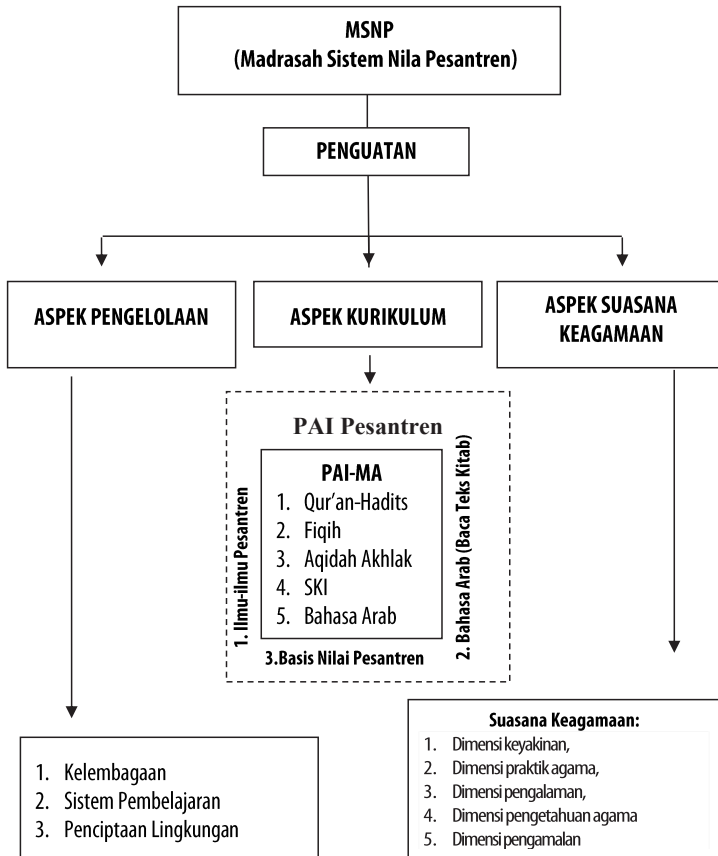 MSNP
(Madrasah Sistem Nila Pesantren)
PENGUATAN
ASPEK PENGELOLAAN
ASPEK KURIKULUM
ASPEK SUASANA
KEAGAMAAN
PAI Pesantren
1. Ilmu-ilmu Pesantren
PAI-MA
1. Qur'an-Hadits
2. Fiqih
3. Aqidah Akhlak
4. SKI
5. Bahasa Arab
2. Bahasa Arab (Baca Teks Kitab)
3.Basis Nilai Pesantren
1. Kelembagaan
2. Sistem Pembelajaran
3. Penciptaan Lingkungan
Suasana Keagamaan:
1. Dimensi keyakinan,
2. Dimensi praktik agama,
3. Dimensi pengalaman,
4. Dimensi pengetahuan agama
5. Dimensi pengamalan